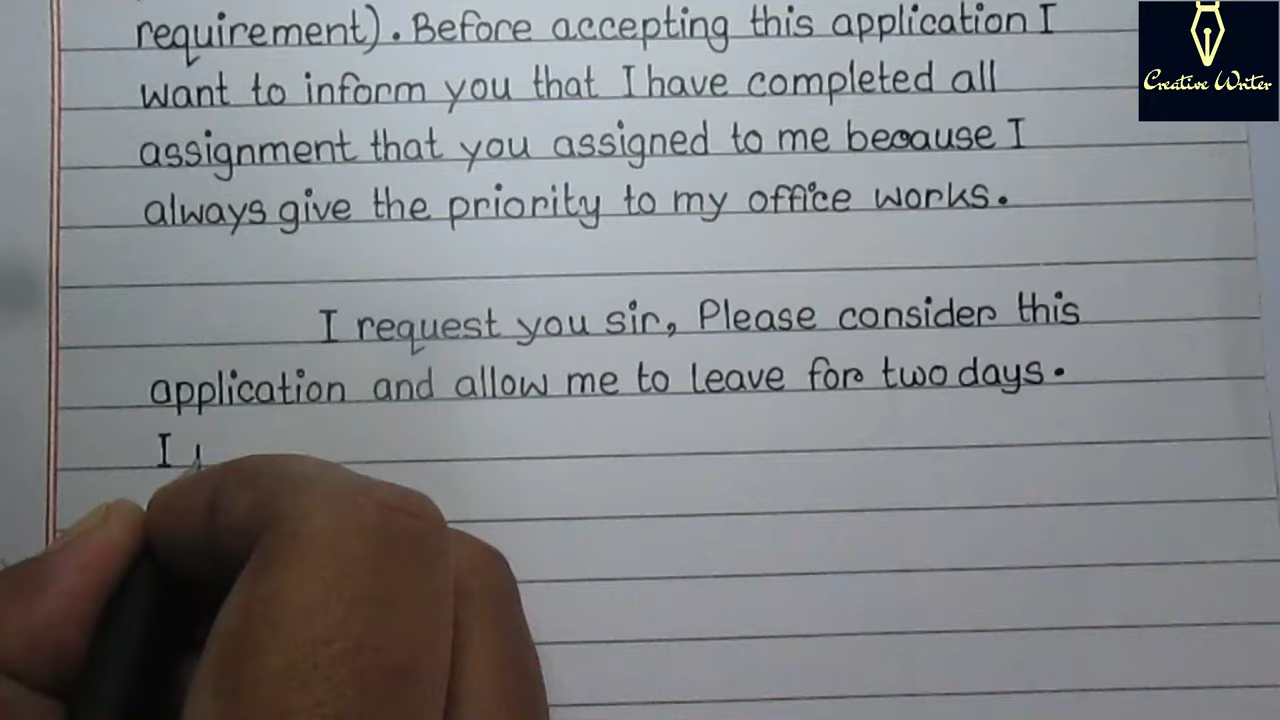 requirement). Before accepting this application I
want to inform you that I have completed all
assignment that you assigned to me because I
always give the priority to my office works.
I request you sir, Please consider this
application and allow me to leave for two days.
I
Creative Writer